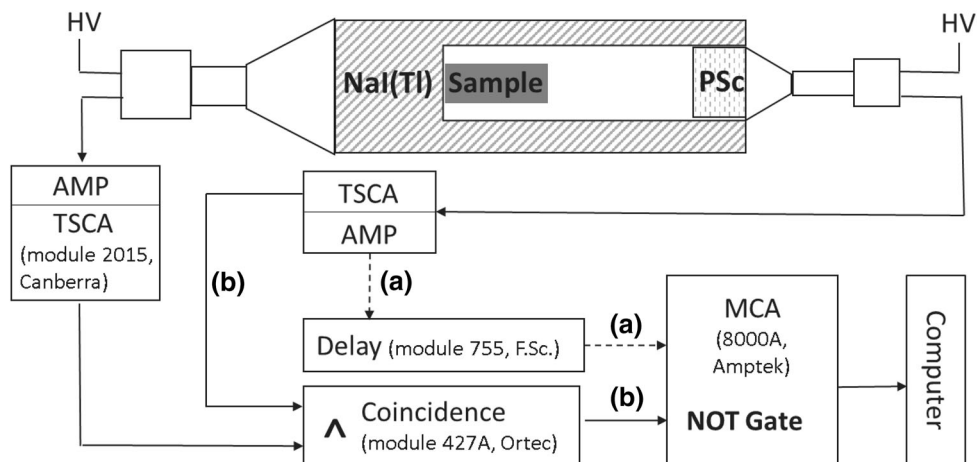 HV
HV
NaI(Tl)
Sample
PSc
AMP
TSCA
(module 2015,
Canberra)
TSCA
AMP
(b)
(a)
Delay (module 755, F.Sc.)
(a)
MCA
(8000A,
Amptek)
NOT Gate
Computer
^ Coincidence
(module 427A, Ortec)
(b)